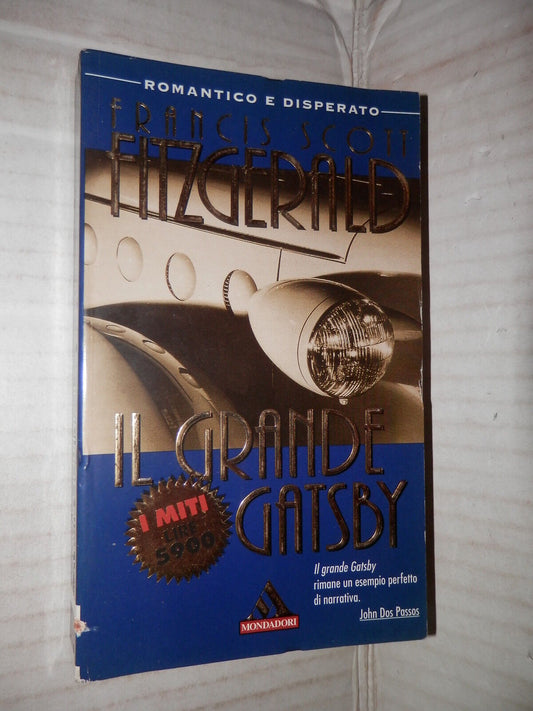 ROMANTICO E DISPERATO
FRANCIS SCOTT
FITZGERALD
IL GRANDE
GATSBY
I MITI
LIRE
5900
Il grande Gatsby
rimane un esempio perfetto
di narrativa.
John Dos Passos
MONDADORI